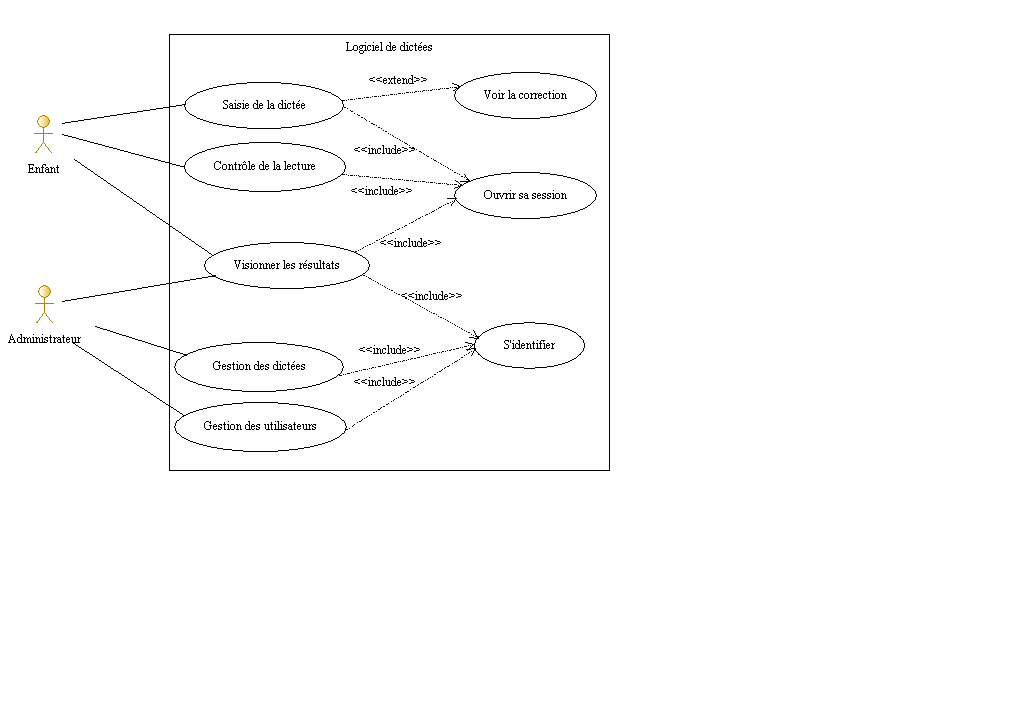 Logiciel de dictées
<<extend>>
Voir la correction
Saisie de la dictée
<<include>>
Contrôle de la lecture
Enfant
<<include>>
Ouvrir sa session
<<include>>
Visionner les résultats
<<include>>
Administrateur
S'identifier
<<include>>
Gestion des dictées
<<include>>
Gestion des utilisateurs